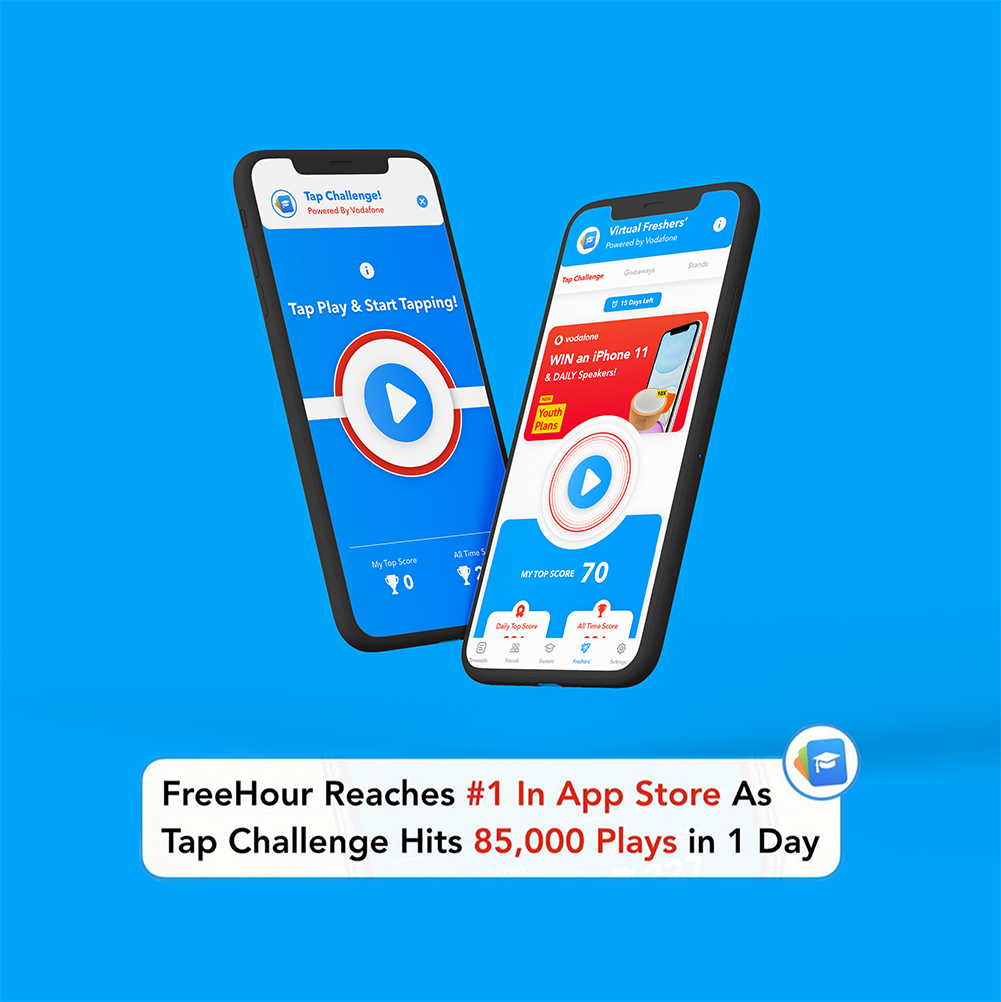 Tap Challenge!
Powered By Vodafone
Tap Play & Start Tapping!
My Top Score
0
All Time
Virtual Freshers'
Powered by Vodafone
Tap Challenge
Giveaways
Stands
15 Days Left
vodafone
WIN an iPhone 11
& DAILY Speakers!
10X
NEW
Youth
Plans
MY TOP SCORE 70
Daily Top Score
All Time Score
Timetable
Friends
Student
Freshers'
Settings
FreeHour Reaches #1 In App Store As
Tap Challenge Hits 85,000 Plays in 1 Day